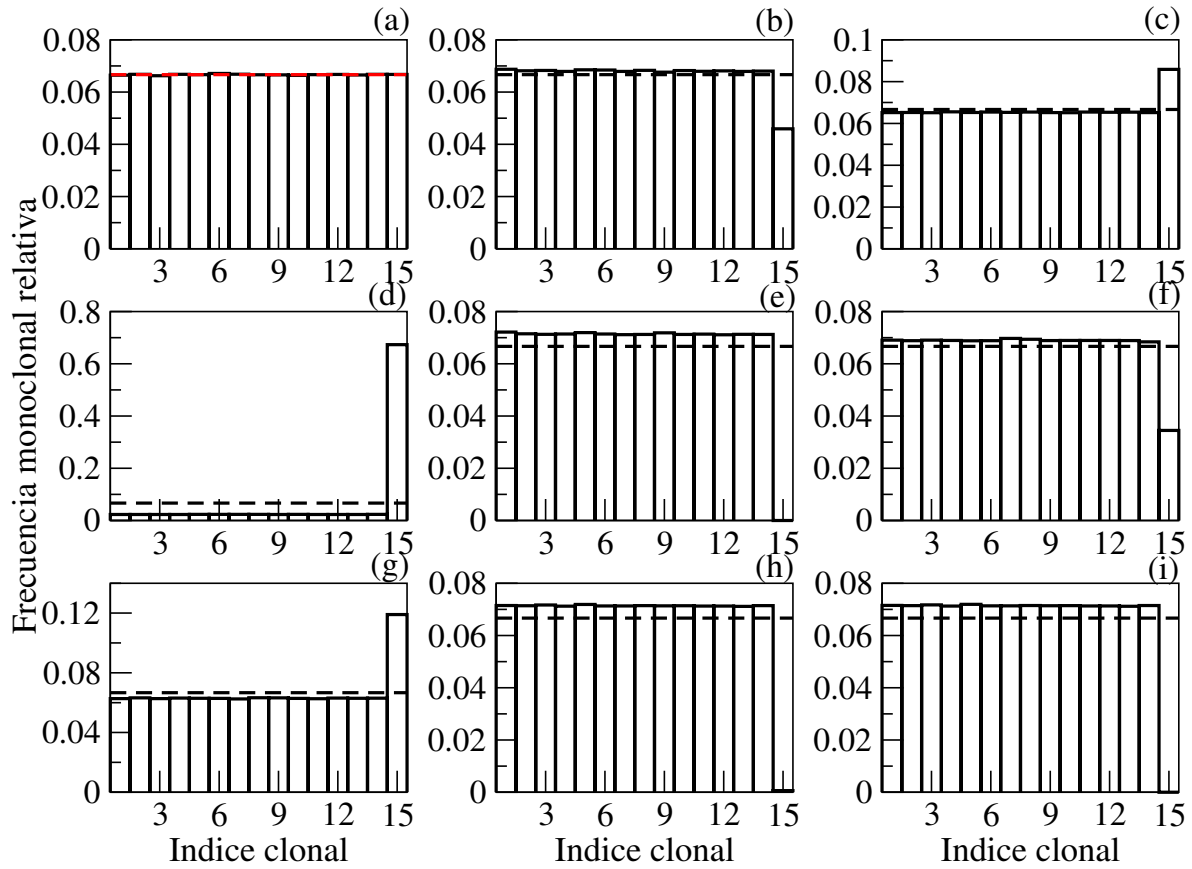 (a) (b) (c)
0.08 0.08 0.1
0.06 0.06 0.08
0.04 0.04 0.06
0.02 0.02 0.04
0.02
0 0 0
3 6 9 12 15 3 6 9 12 15 3 6 9 12 15
Frecuencia monoclonal relativa
(d) (e) (f)
0.8 0.08 0.08
0.6 0.06 0.06
0.4 0.04 0.04
0.2 0.02 0.02
0 0 0
3 6 9 12 15 3 6 9 12 15 3 6 9 12 15
(g) (h) (i)
0.08 0.08
0.12 0.06 0.06
0.08 0.04 0.04
0.04 0.02 0.02
0 0 0
3 6 9 12 15 3 6 9 12 15 3 6 9 12 15
Indice clonal Indice clonal Indice clonal